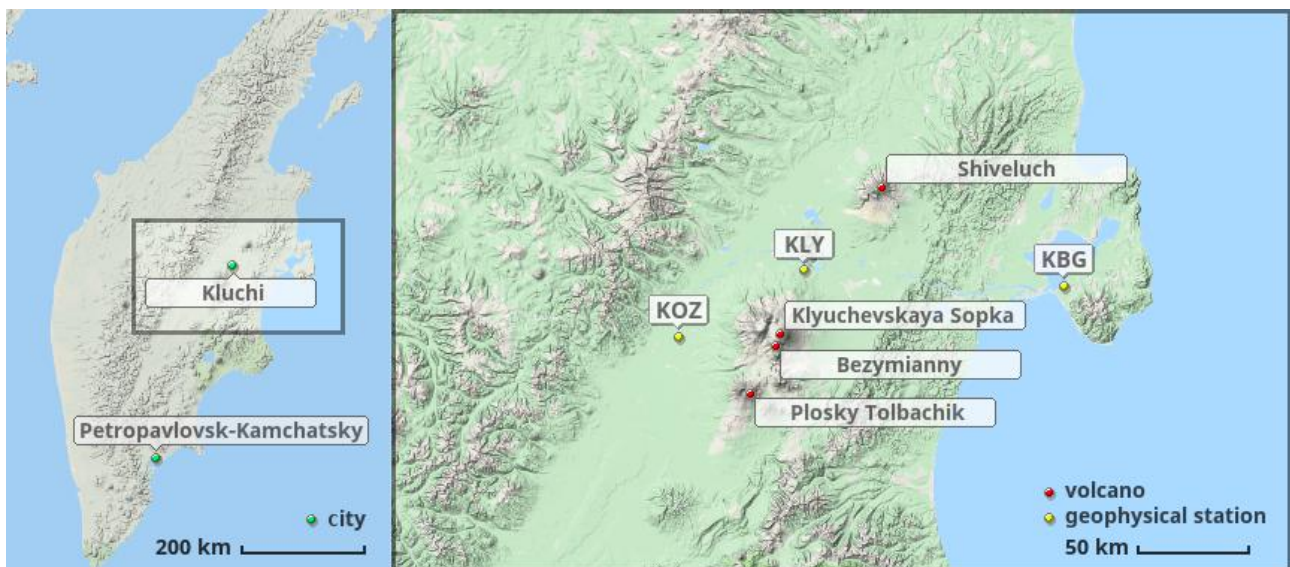 Kluchi
Petropavlovsk-Kamchatsky
city
200 km
Shiveluch
KLY
KBG
KOZ
Klyuchevskaya Sopka
Bezymianny
Plosky Tolbachik
volcano
geophysical station
50 km